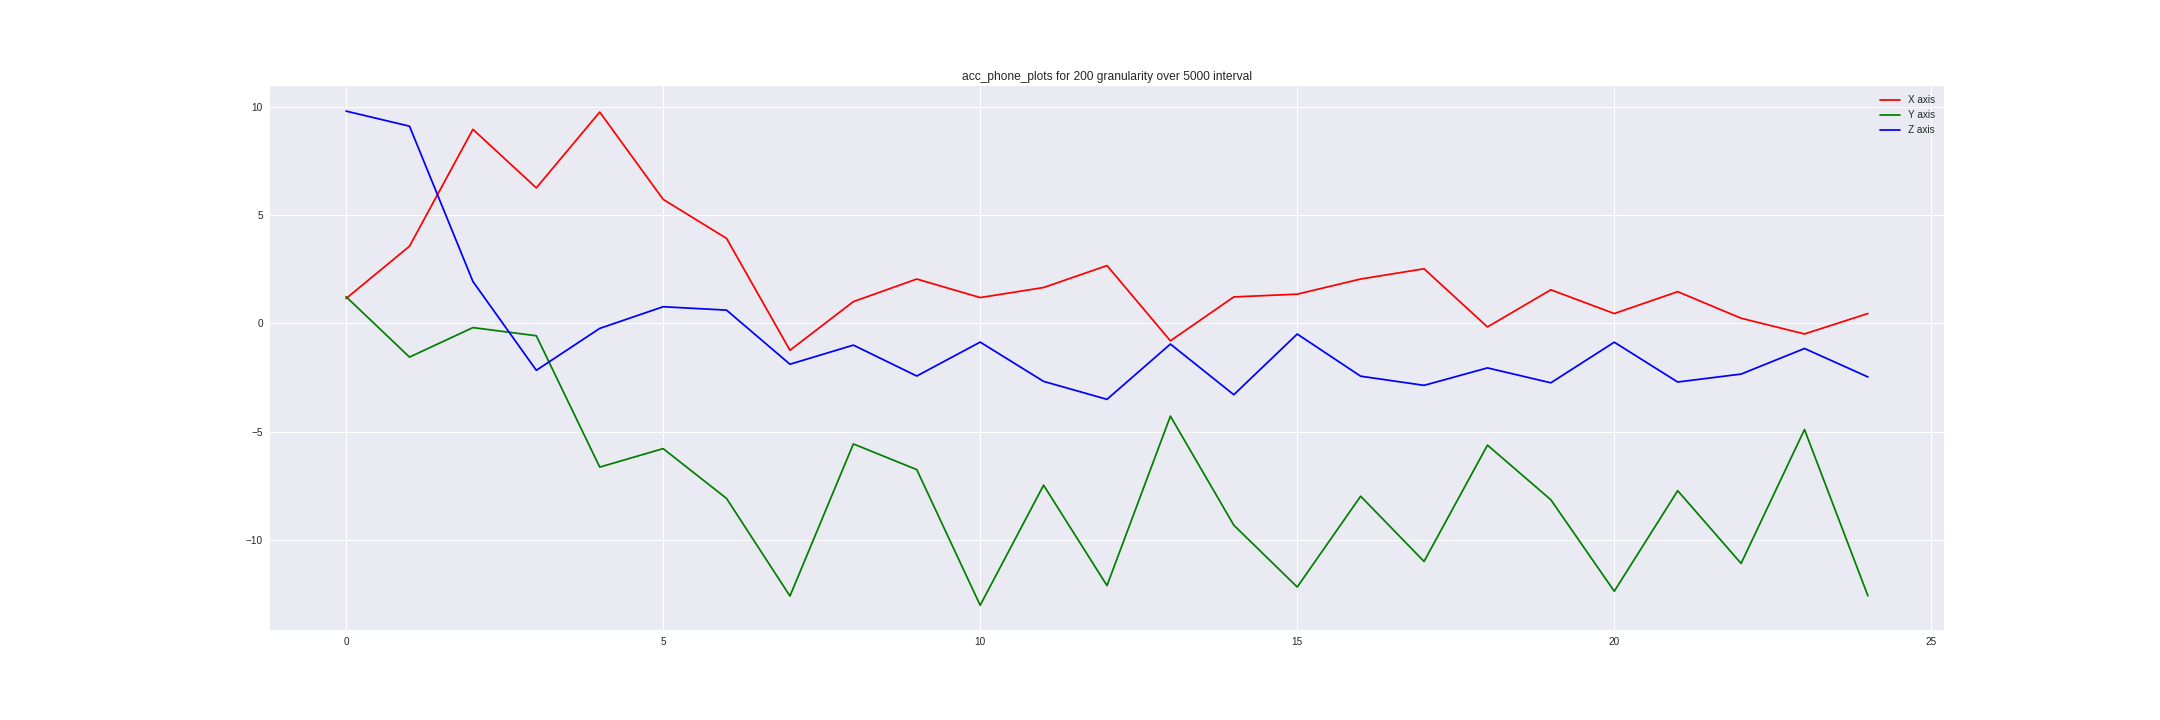 acc_phone_plots for 200 granularity over 5000 interval
X axis
Y axis
Z axis
10
5
0
−5
−10
0 5 10 15 20 25